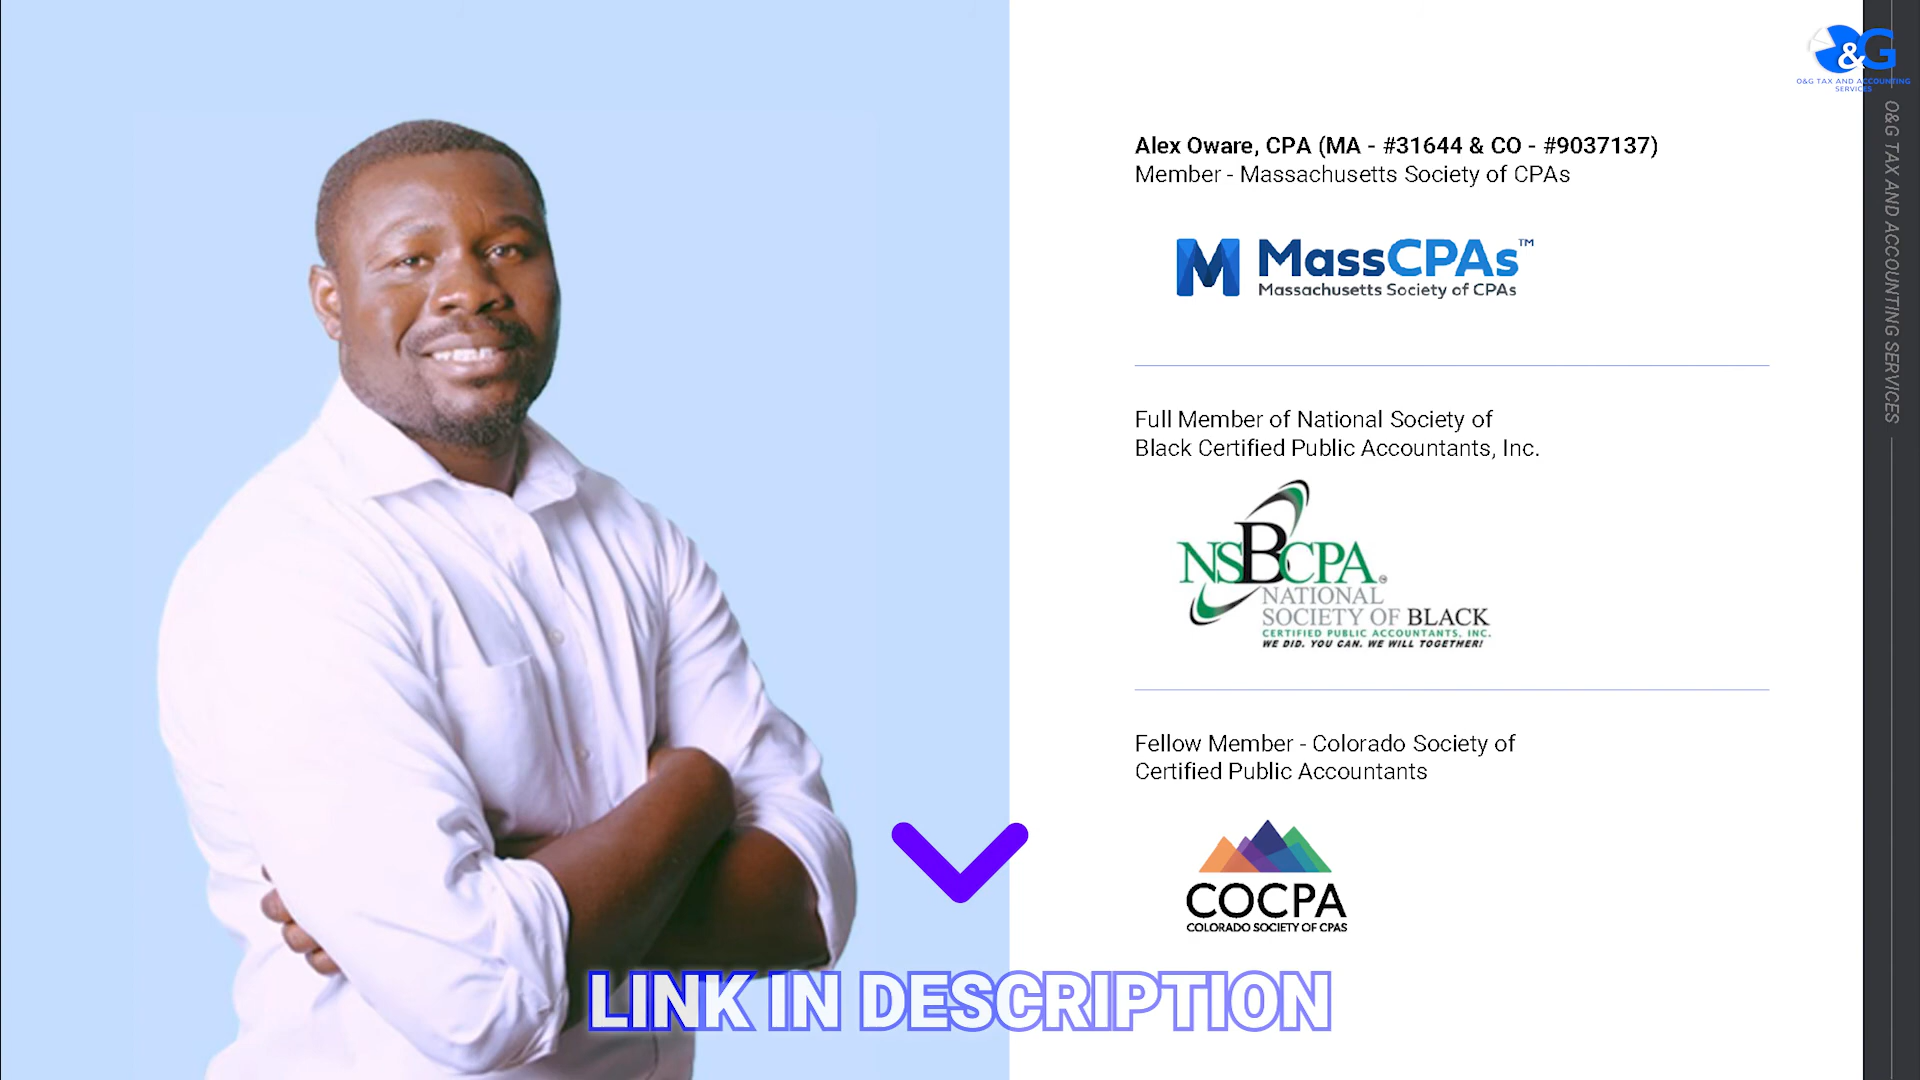 &G
O&G TAX AND ACCOUNTING
SERVICES
O&G TAX AND ACCOUNTING SERVICES
Alex Oware, CPA (MA - #31644 & CO - #9037137)
Member - Massachusetts Society of CPAs
M MassCPAs™
Massachusetts Society of CPAs
Full Member of National Society of
Black Certified Public Accountants, Inc.
NSBCPA
NATIONAL
SOCIETY OF BLACK
CERTIFIED PUBLIC ACCOUNTANTS, INC.
WE DID. YOU CAN. WE WILL TOGETHER!
Fellow Member - Colorado Society of
Certified Public Accountants
COCPA
COLORADO SOCIETY OF CPAS
LINK IN DESCRIPTION